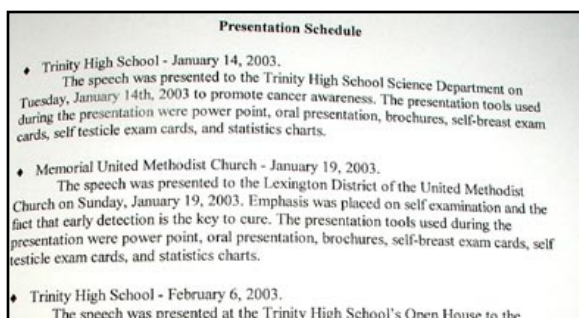 Presentation Schedule
♦ Trinity High School - January 14, 2003.
The speech was presented to the Trinity High School Science Department on
Tuesday, January 14th, 2003 to promote cancer awareness. The presentation tools used
during the presentation were power point, oral presentation, brochures, self-breast exam
cards, self testicle exam cards, and statistics charts.
♦ Memorial United Methodist Church - January 19, 2003.
The speech was presented to the Lexington District of the United Methodist
Church on Sunday, January 19, 2003. Emphasis was placed on self examination and the
fact that early detection is the key to cure. The presentation tools used during the
presentation were power point, oral presentation, brochures, self-breast exam cards, self
testicle exam cards, and statistics charts.
♦ Trinity High School - February 6, 2003.
The speech was presented at the Trinity High School's Open House to the